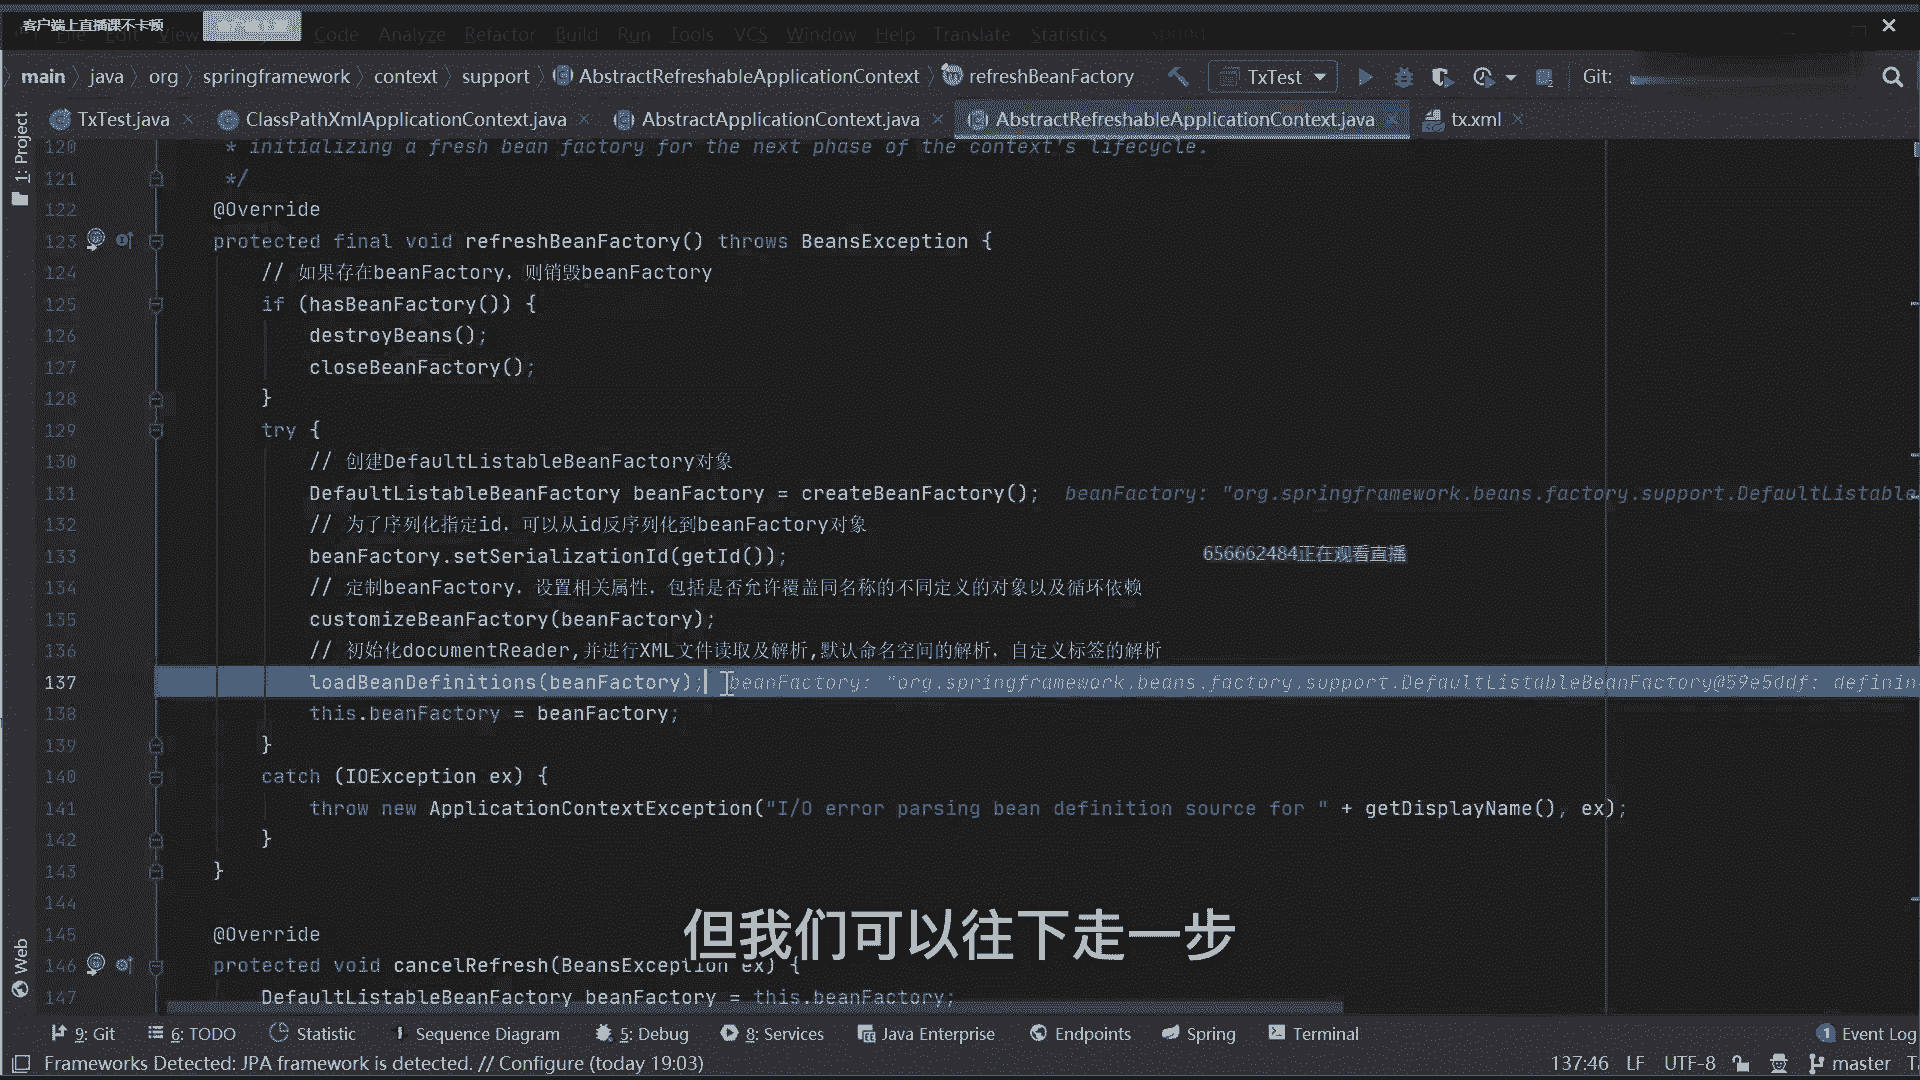 客户端上直播课不卡顿
File Edit View Code Analyze Refactor Build Run Tools VCS Window Help Translate Statistics spring
main java org springframework context support AbstractRefreshableApplicationContext refreshBeanFactory TxTest Git:
TxTest.java ClassPathXmlApplicationContext.java AbstractApplicationContext.java AbstractRefreshableApplicationContext.java tx.xml
1: Project
120 * initializing a fresh bean factory for the next phase of the context's lifecycle.
121 */
122 @Override
123 protected final void refreshBeanFactory() throws BeansException {
124 // 如果存在beanFactory，则销毁beanFactory
125 if (hasBeanFactory()) {
126 destroyBeans();
127 closeBeanFactory();
128 }
129 try {
130 // 创建DefaultListableBeanFactory对象
131 DefaultListableBeanFactory beanFactory = createBeanFactory(); beanFactory: "org.springframework.beans.factory.support.DefaultListable
132 // 为了序列化指定id，可以从id反序列化到beanFactory对象
133 beanFactory.setSerializationId(getId());
656662484正在观看直播
134 // 定制beanFactory，设置相关属性，包括是否允许覆盖同名称的不同定义的对象以及循环依赖
135 customizeBeanFactory(beanFactory);
136 // 初始化documentReader,并进行XML文件读取及解析,默认命名空间的解析，自定义标签的解析
137 loadBeanDefinitions(beanFactory); beanFactory: "org.springframework.beans.factory.support.DefaultListableBeanFactory@59e5ddf: definin
138 this.beanFactory = beanFactory;
139 }
140 catch (IOException ex) {
141 throw new ApplicationContextException("I/O error parsing bean definition source for " + getDisplayName(), ex);
142 }
143 }
144
145 @Override
146 protected void cancelRefresh(BeansException ex) {
147 DefaultListableBeanFactory beanFactory = this.beanFactory;
但我们可以往下走一步
Web
9: Git 6: TODO Statistic Sequence Diagram 5: Debug 8: Services Java Enterprise Endpoints Spring Terminal 1 Event Log
Frameworks Detected: JPA framework is detected. // Configure (today 19:03) 137:46 LF UTF-8 master